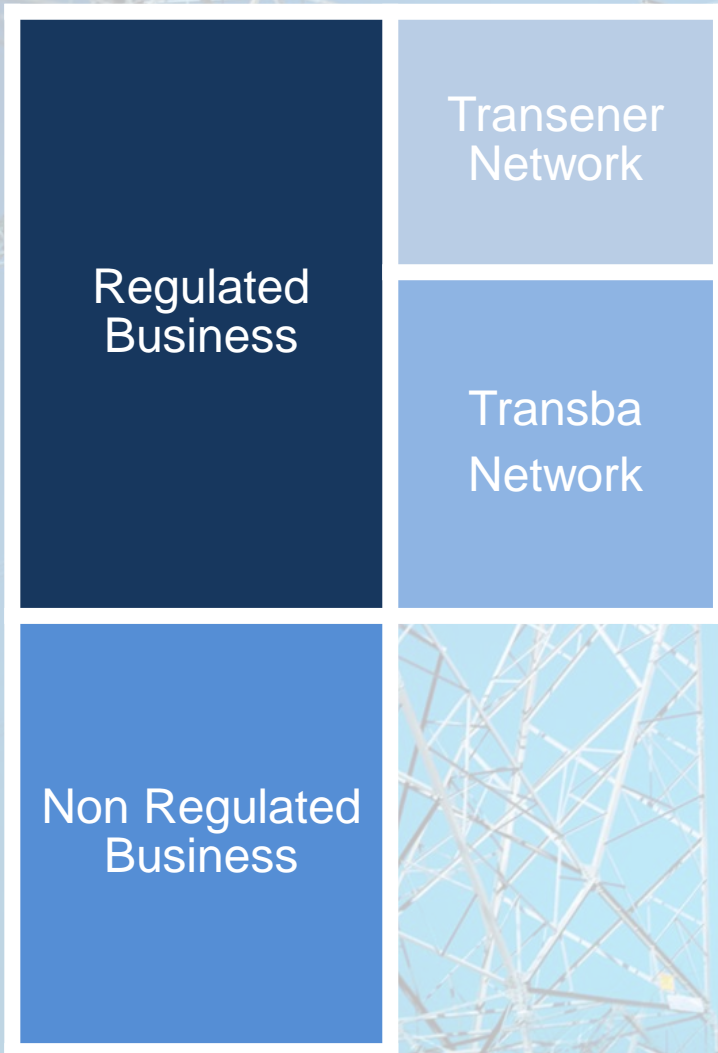 Regulated
Business
Transener
Network
Transba
Network
Non Regulated
Business